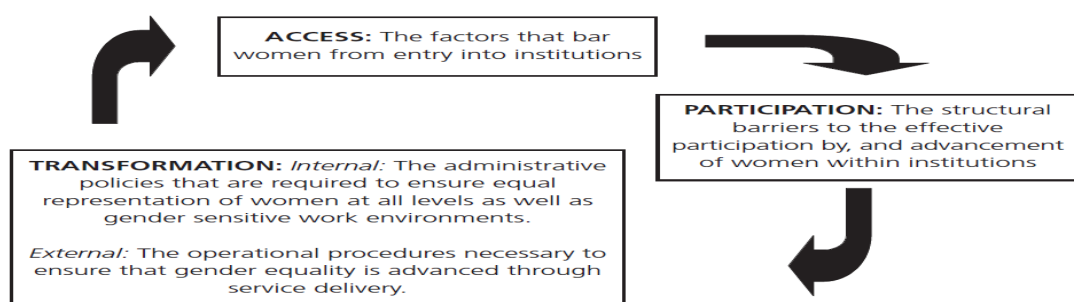 ACCESS: The factors that bar
women from entry into institutions
PARTICIPATION: The structural
barriers to the effective
participation by, and advancement
of women within institutions
TRANSFORMATION: Internal: The administrative
policies that are required to ensure equal
representation of women at all levels as well as
gender sensitive work environments.
External: The operational procedures necessary to
ensure that gender equality is advanced through
service delivery.